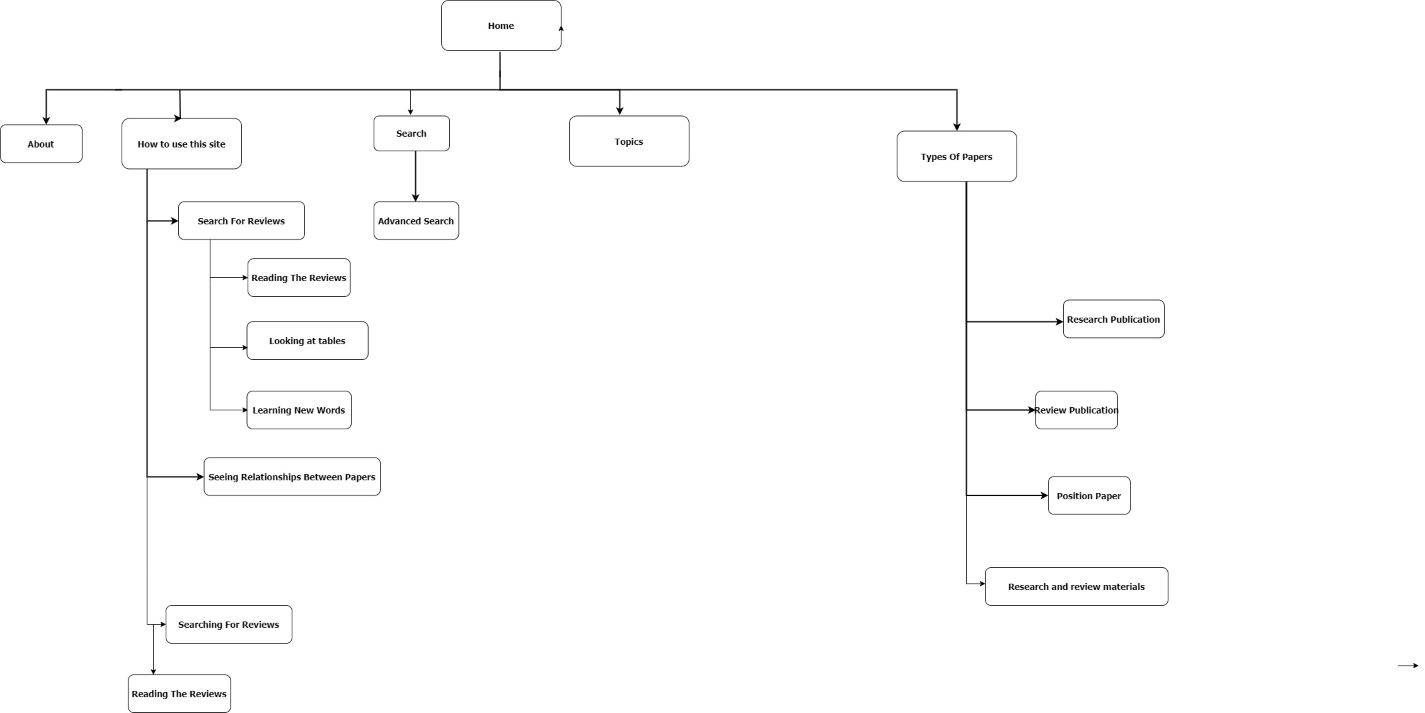 Home
About
How to use this site
Search
Topics
Types Of Papers
Search For Reviews
Advanced Search
Reading The Reviews
Looking at tables
Learning New Words
Seeing Relationships Between Papers
Searching For Reviews
Reading The Reviews
Research Publication
Review Publication
Position Paper
Research and review materials